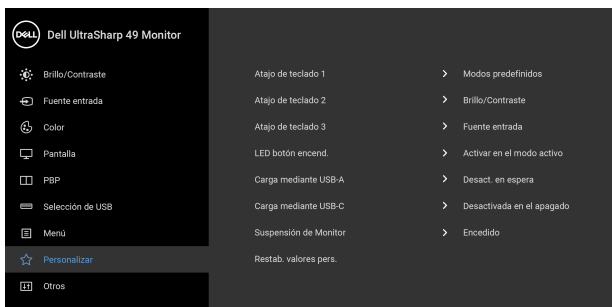 DELL Dell UltraSharp 49 Monitor
Brillo/Contraste
Fuente entrada
Color
Pantalla
PBP
Selección de USB
Menú
Personalizar
Otros
Atajo de teclado 1 > Modos predefinidos
Atajo de teclado 2 > Brillo/Contraste
Atajo de teclado 3 > Fuente entrada
LED botón encend. > Activar en el modo activo
Carga mediante USB-A > Desact. en espera
Carga mediante USB-C > Desactivada en el apagado
Suspensión de Monitor > Encedido
Restab. valores pers.